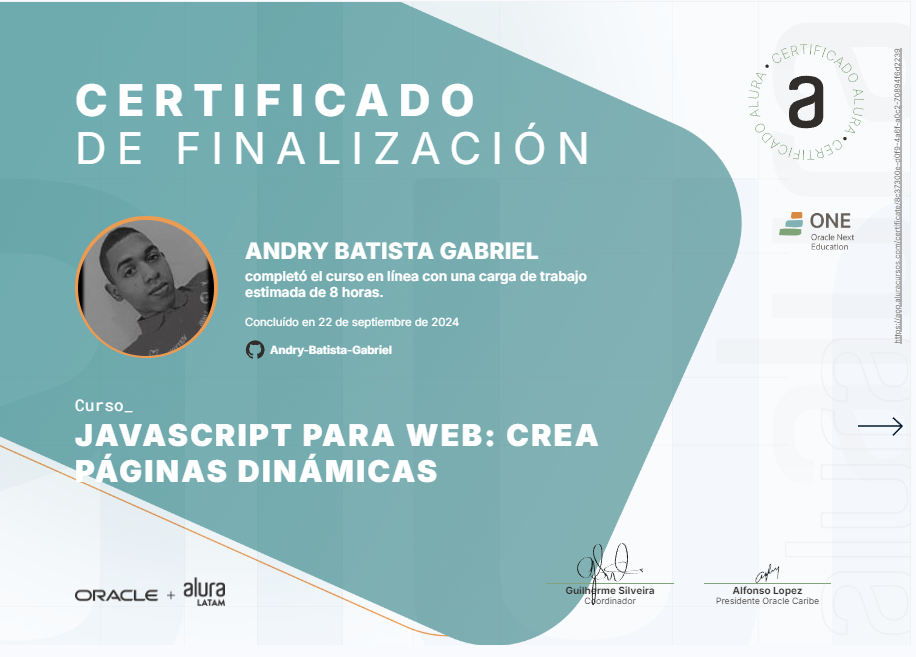 CERTIFICADO
DE FINALIZACIÓN
ANDRY BATISTA GABRIEL
completó el curso en línea con una carga de trabajo
estimada de 8 horas.
Concluído en 22 de septiembre de 2024
Andry-Batista-Gabriel
Curso_
JAVASCRIPT PARA WEB: CREA
PÁGINAS DINÁMICAS
ORACLE + alura
LATAM
Guilherme Silveira
Coordinador
Alfonso Lopez
Presidente Oracle Caribe
CERTIFICADO ALURA • CERTIFICADO ALURA •
a
ONE
Oracle Next
Education
alura